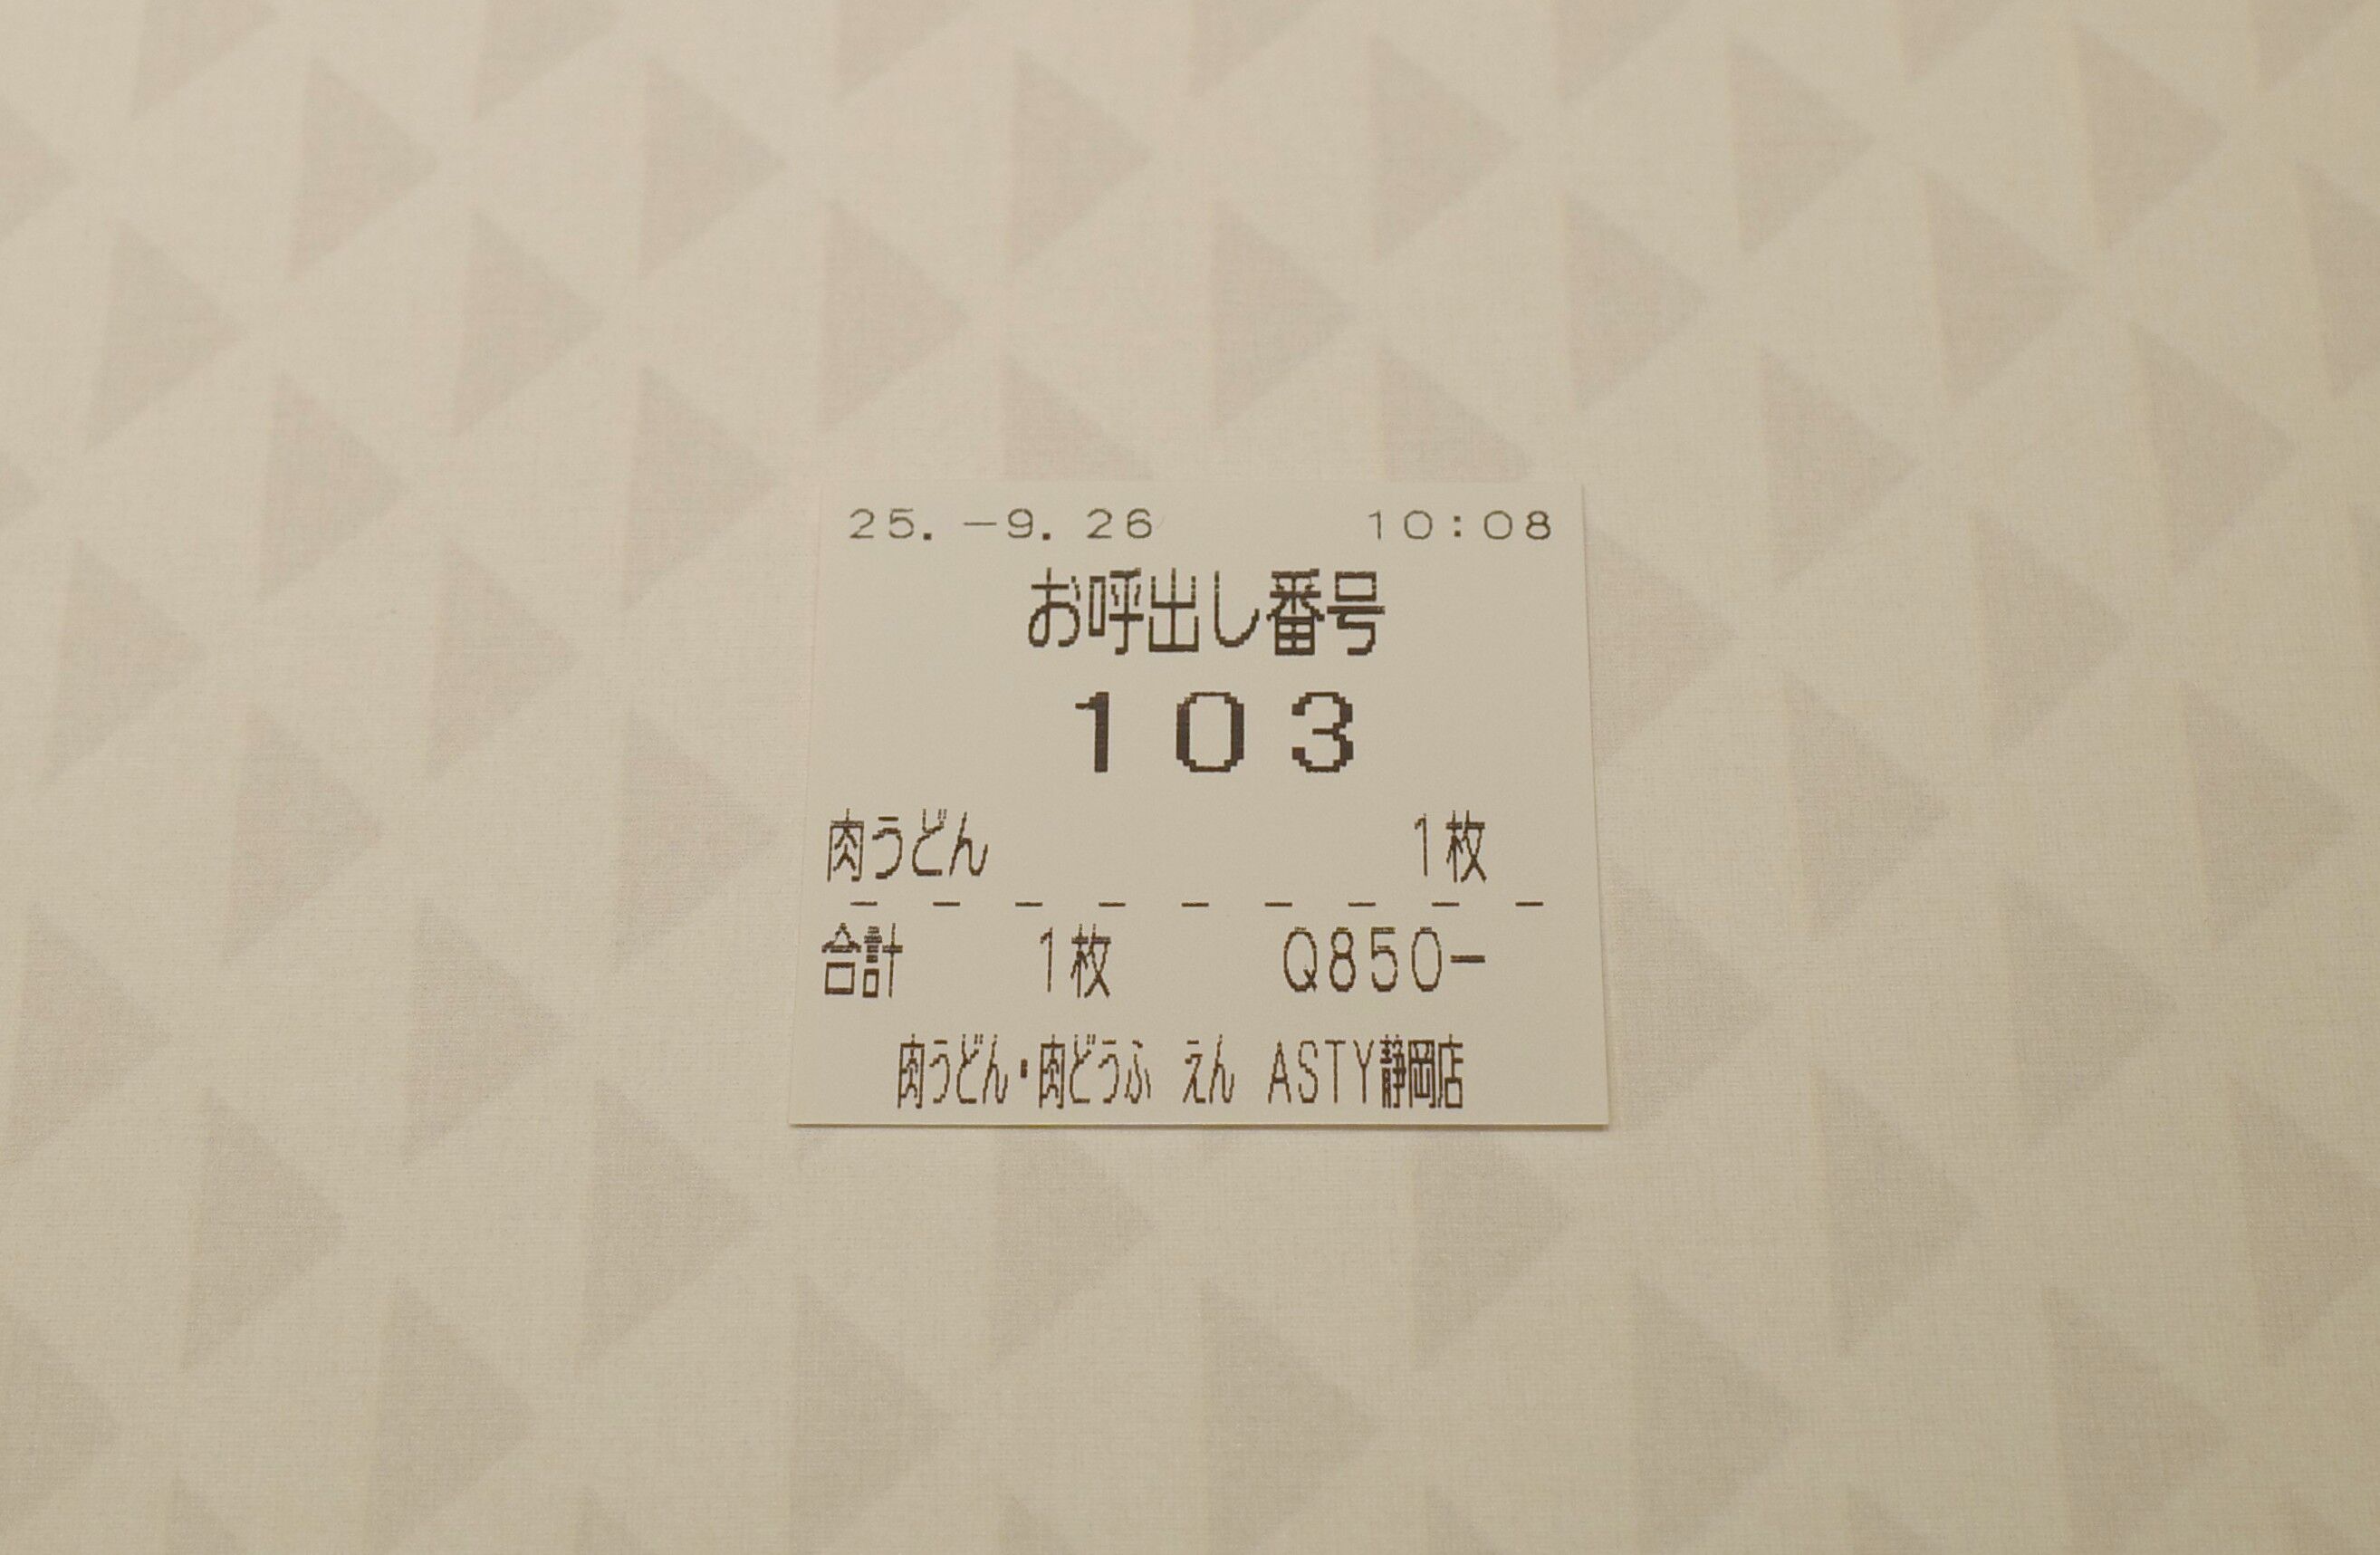 25.-9.26 10:08
お呼出し番号
103
肉うどん 1枚
- - - - - - - - -
合計 1枚 Q850-
肉うどん・肉どうふ えん ASTY静岡店